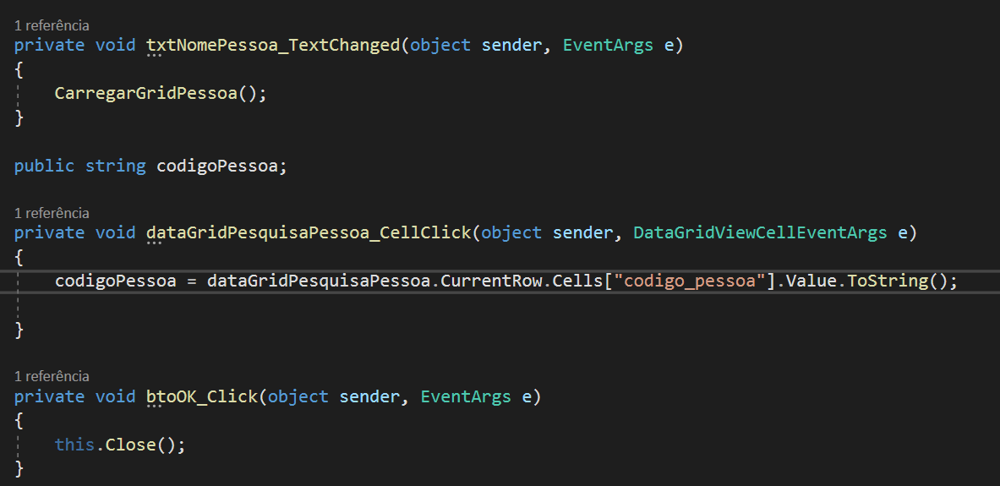 1 referência
private void txtNomePessoa_TextChanged(object sender, EventArgs e)
{
CarregarGridPessoa();
}
public string codigoPessoa;
1 referência
private void dataGridPesquisaPessoa_CellClick(object sender, DataGridViewCellEventArgs e)
{
codigoPessoa = dataGridPesquisaPessoa.CurrentRow.Cells["codigo_pessoa"].Value.ToString();
}
1 referência
private void btoOK_Click(object sender, EventArgs e)
{
this.Close();
}